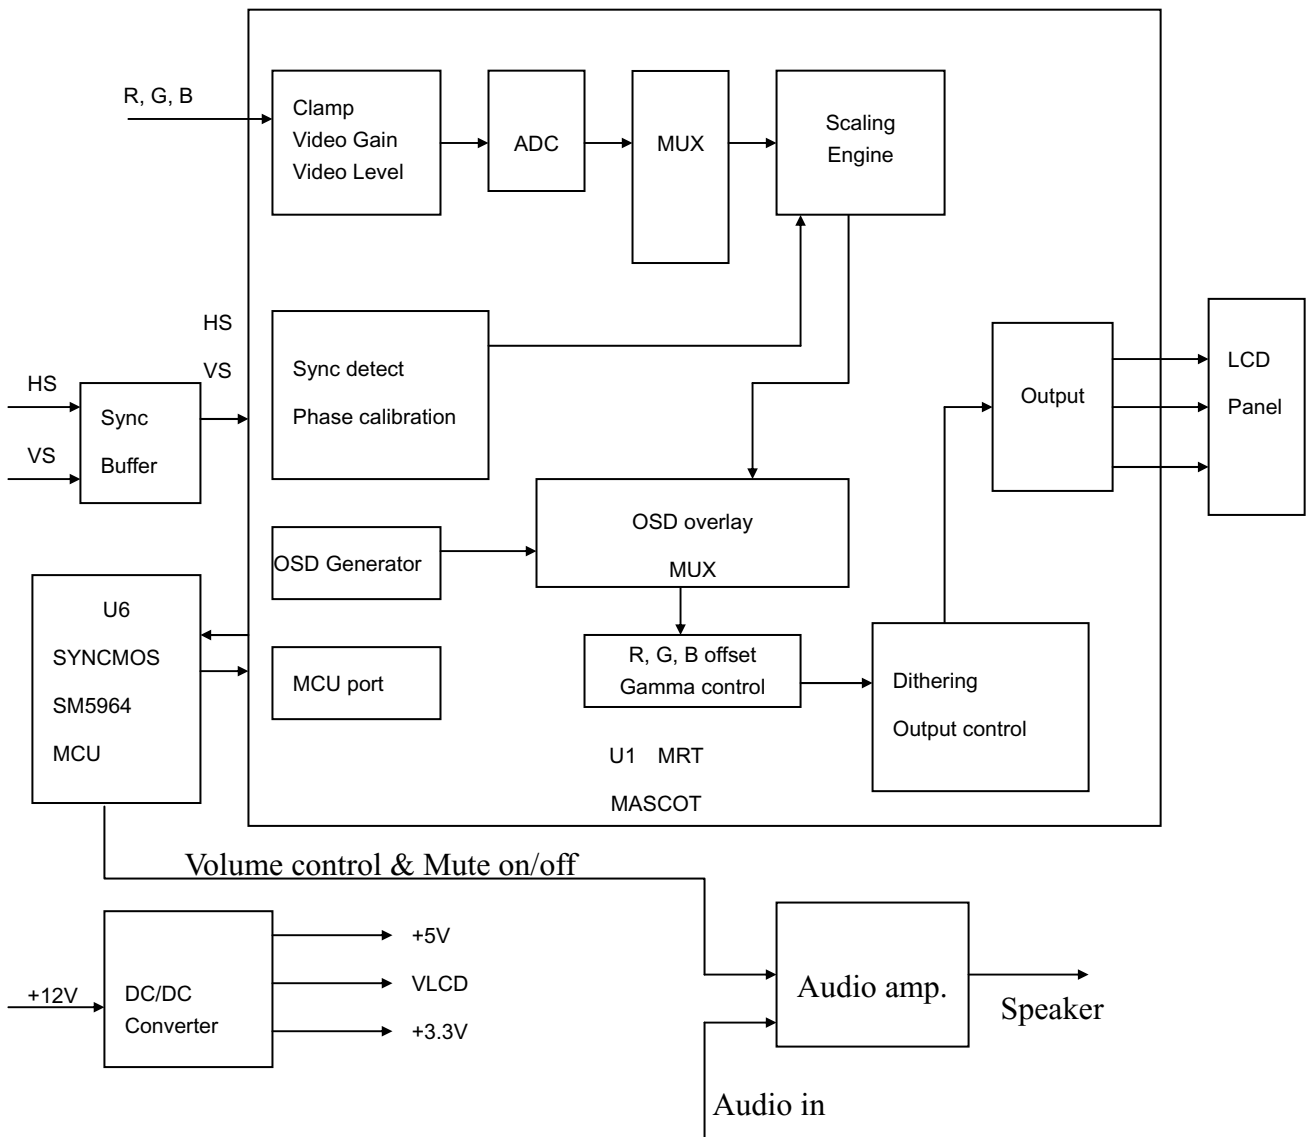 R, G, B
Clamp
Video Gain
Video Level
ADC
MUX
Scaling
Engine
HS
VS
HS
VS
Sync
Buffer
Sync detect
Phase calibration
Output
LCD
Panel
OSD overlay
MUX
OSD Generator
U6
SYNCMOS
SM5964
MCU
MCU port
R, G, B offset
Gamma control
Dithering
Output control
U1 MRT
MASCOT
Volume control & Mute on/off
+12V
DC/DC
Converter
+5V
VLCD
+3.3V
Audio amp.
Speaker
Audio in